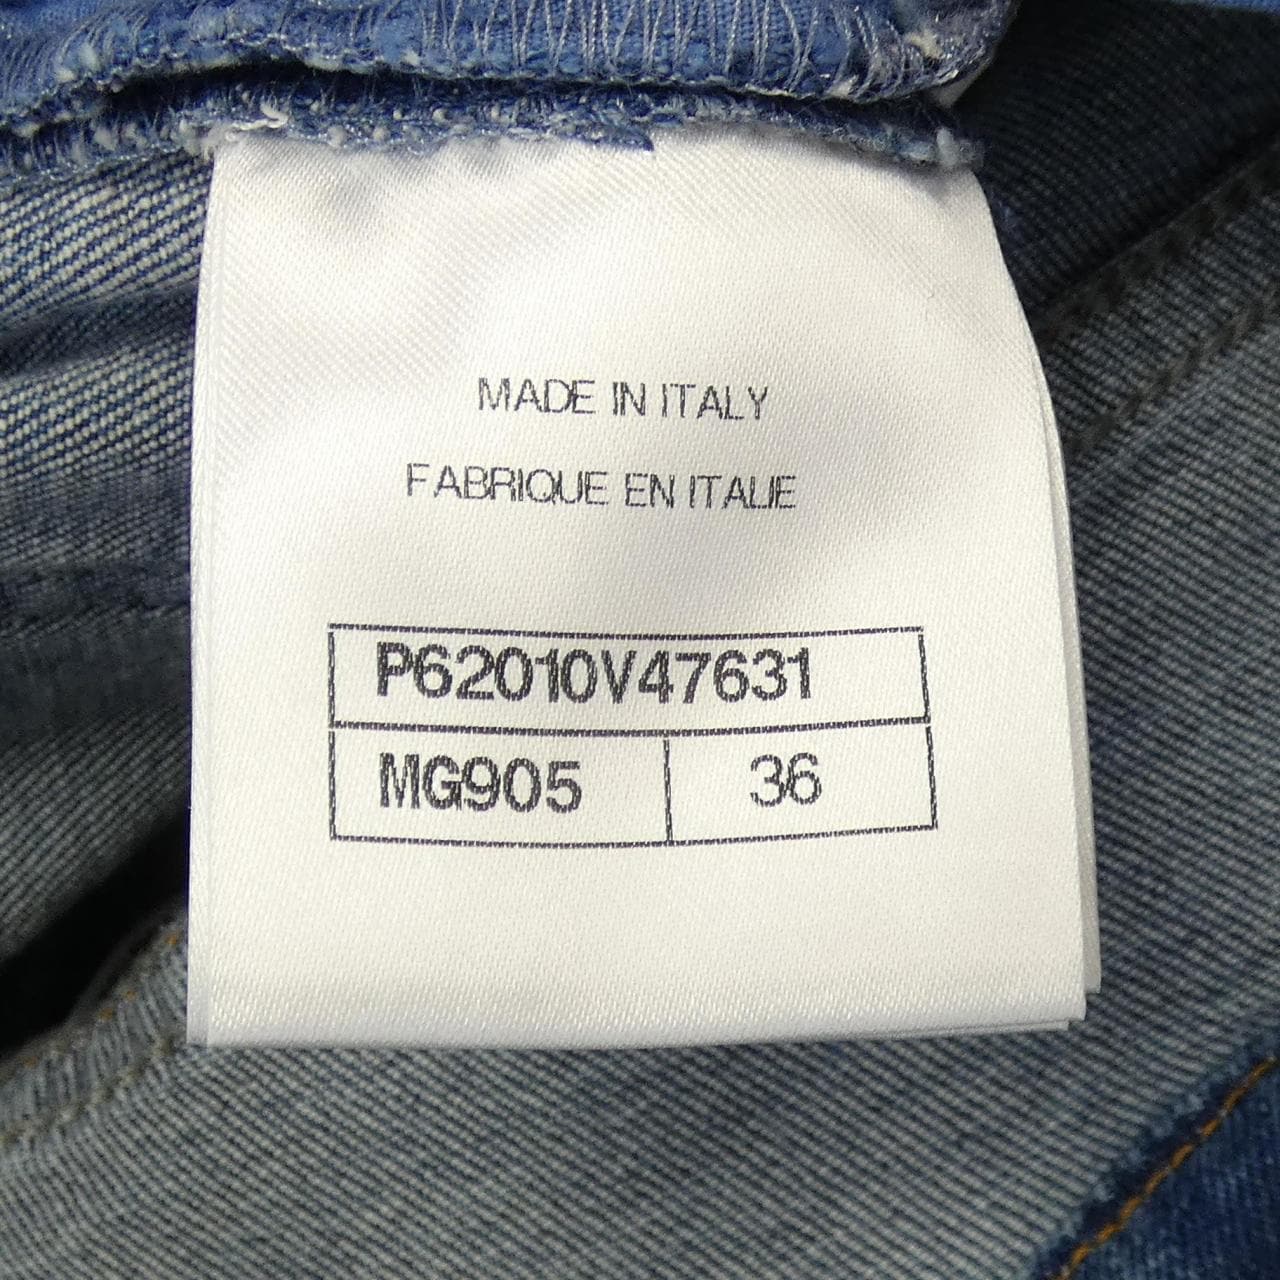 MADE IN ITALY
FABRIQUE EN ITALIE
P62010V47631
MG905 36